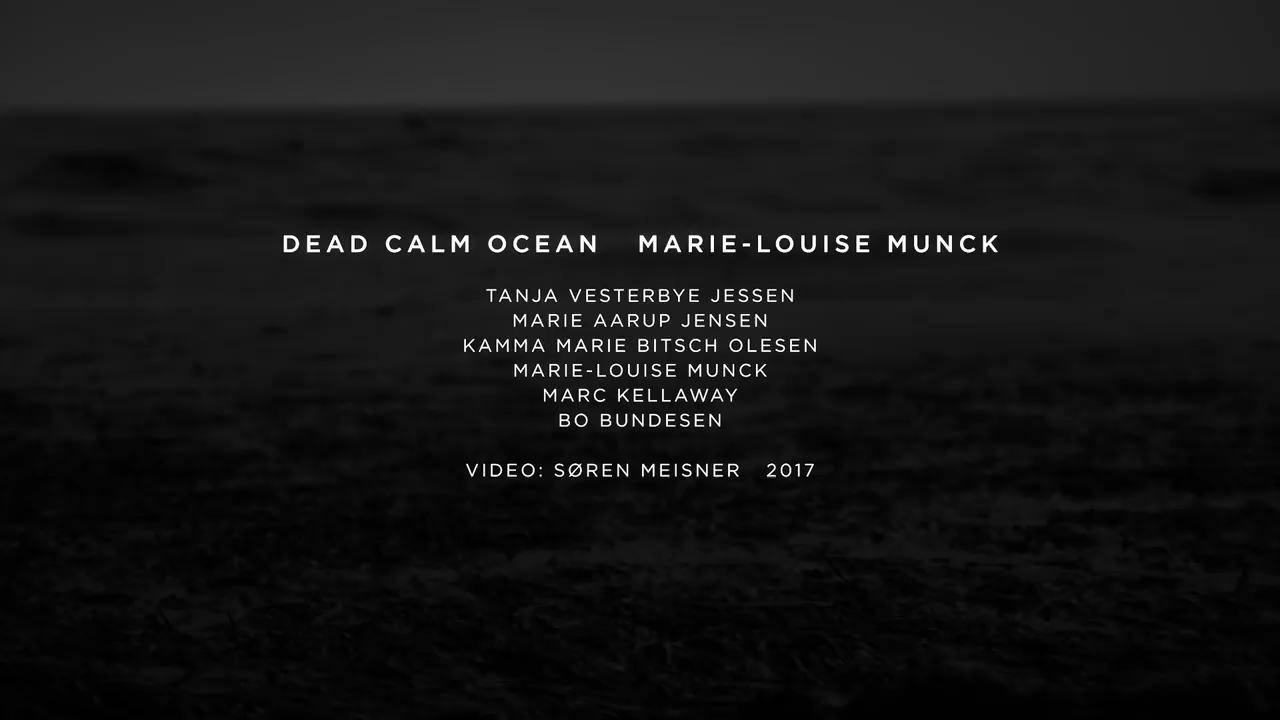 DEAD CALM OCEAN MARIE-LOUISE MUNCK
TANJA VESTERBYE JESSEN
MARIE AARUP JENSEN
KAMMA MARIE BITSCH OLESEN
MARIE-LOUISE MUNCK
MARC KELLAWAY
BO BUNDESEN
VIDEO: SØREN MEISNER 2017